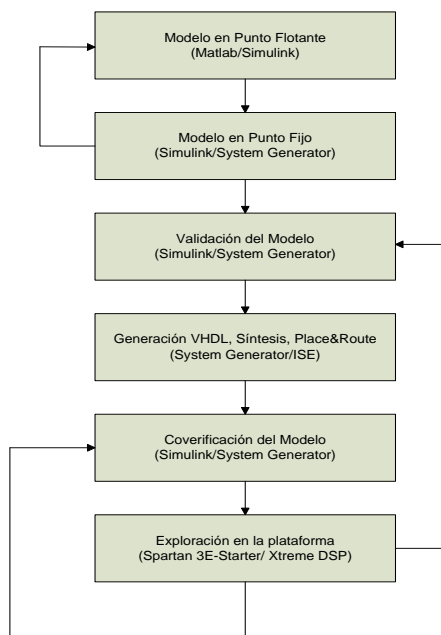 Modelo en Punto Flotante
(Matlab/Simulink)
Modelo en Punto Fijo
(Simulink/System Generator)
Validación del Modelo
(Simulink/System Generator)
Generación VHDL, Síntesis, Place&Route
(System Generator/ISE)
Coverificación del Modelo
(Simulink/System Generator)
Exploración en la plataforma
(Spartan 3E-Starter/ Xtreme DSP)